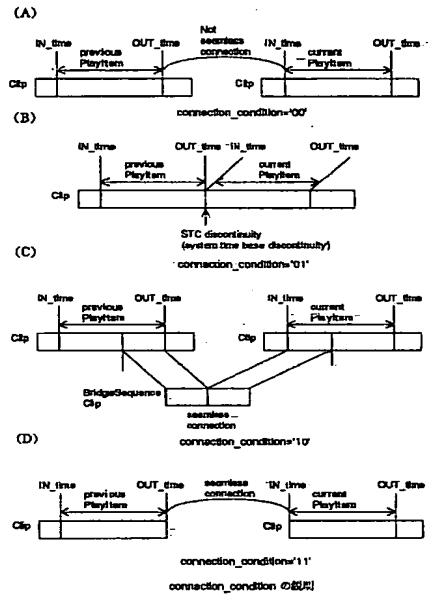 (A)
Not
seamless
connection
IN_time
previous
PlayItem
OUT_time
IN_time
current
PlayItem
OUT_time
Clip
Clip
connection_condition='00'
(B)
IN_time
previous
PlayItem
OUT_time
IN_time
current
PlayItem
OUT_time
Clip
STC discontinuity
(system time base discontinuity)
connection_condition='01'
(C)
IN_time
previous
PlayItem
OUT_time
IN_time
current
PlayItem
OUT_time
Clip
Clip
BridgeSequence
Clip
seamless
connection
connection_condition='10'
(D)
seamless
connection
IN_time
previous
PlayItem
OUT_time
IN_time
current
PlayItem
OUT_time
Clip
Clip
connection_condition='11'
connection_condition の説明